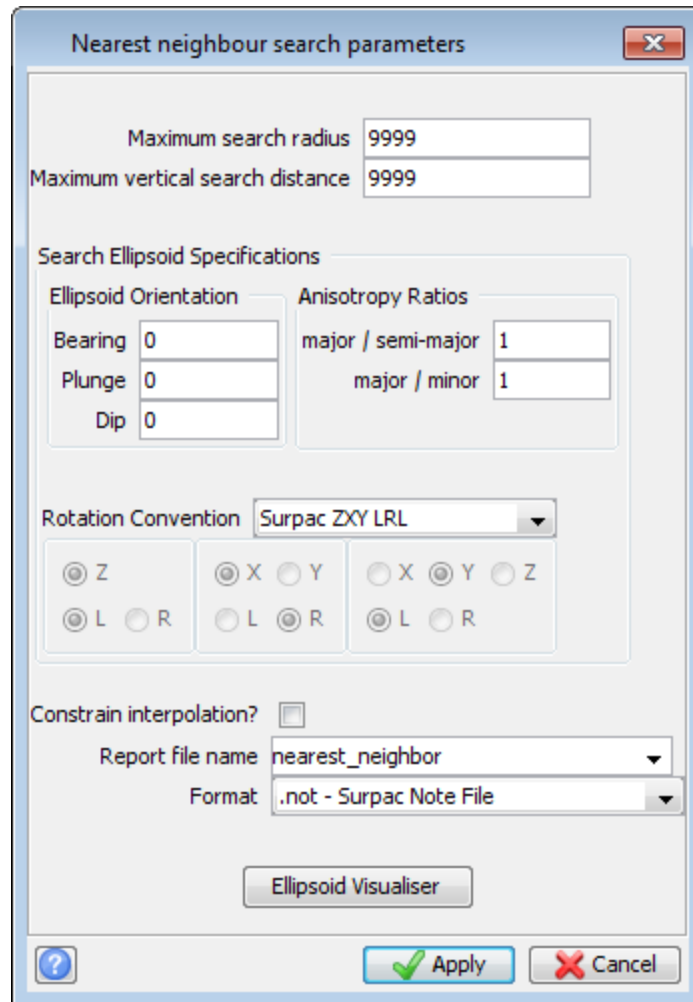 Nearest neighbour search parameters
Maximum search radius 9999
Maximum vertical search distance 9999
Search Ellipsoid Specifications
Ellipsoid Orientation Anisotropy Ratios
Bearing 0 major / semi-major 1
Plunge 0 major / minor 1
Dip 0
Rotation Convention Surpac ZXY LRL
Z X Y X Y Z
L R L R L R
Constrain interpolation?
Report file name nearest_neighbor
Format .not - Surpac Note File
Ellipsoid Visualiser
? Apply Cancel